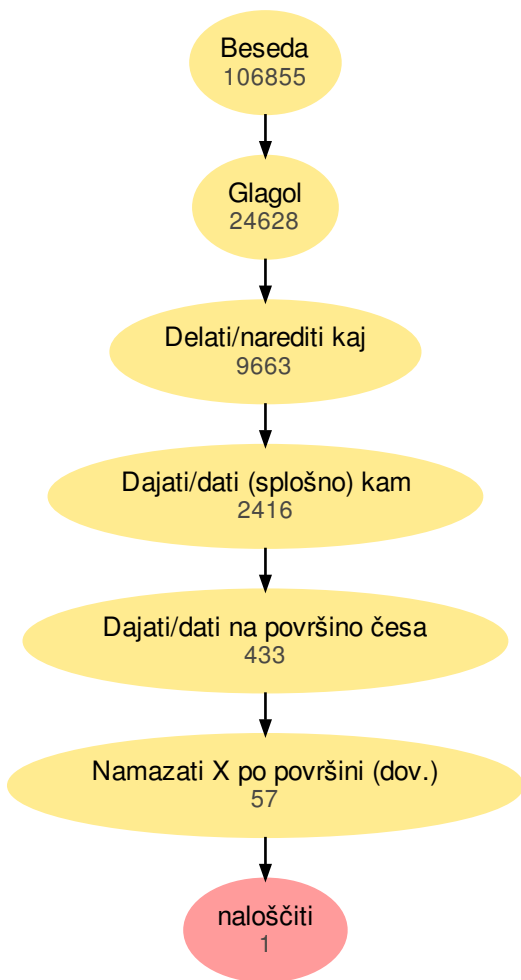 Beseda
106855
Glagol
24628
Delati/narediti kaj
9663
Dajati/dati (splošno) kam
2416
Dajati/dati na površino česa
433
Namazati X po površini (dov.)
57
naloščiti
1